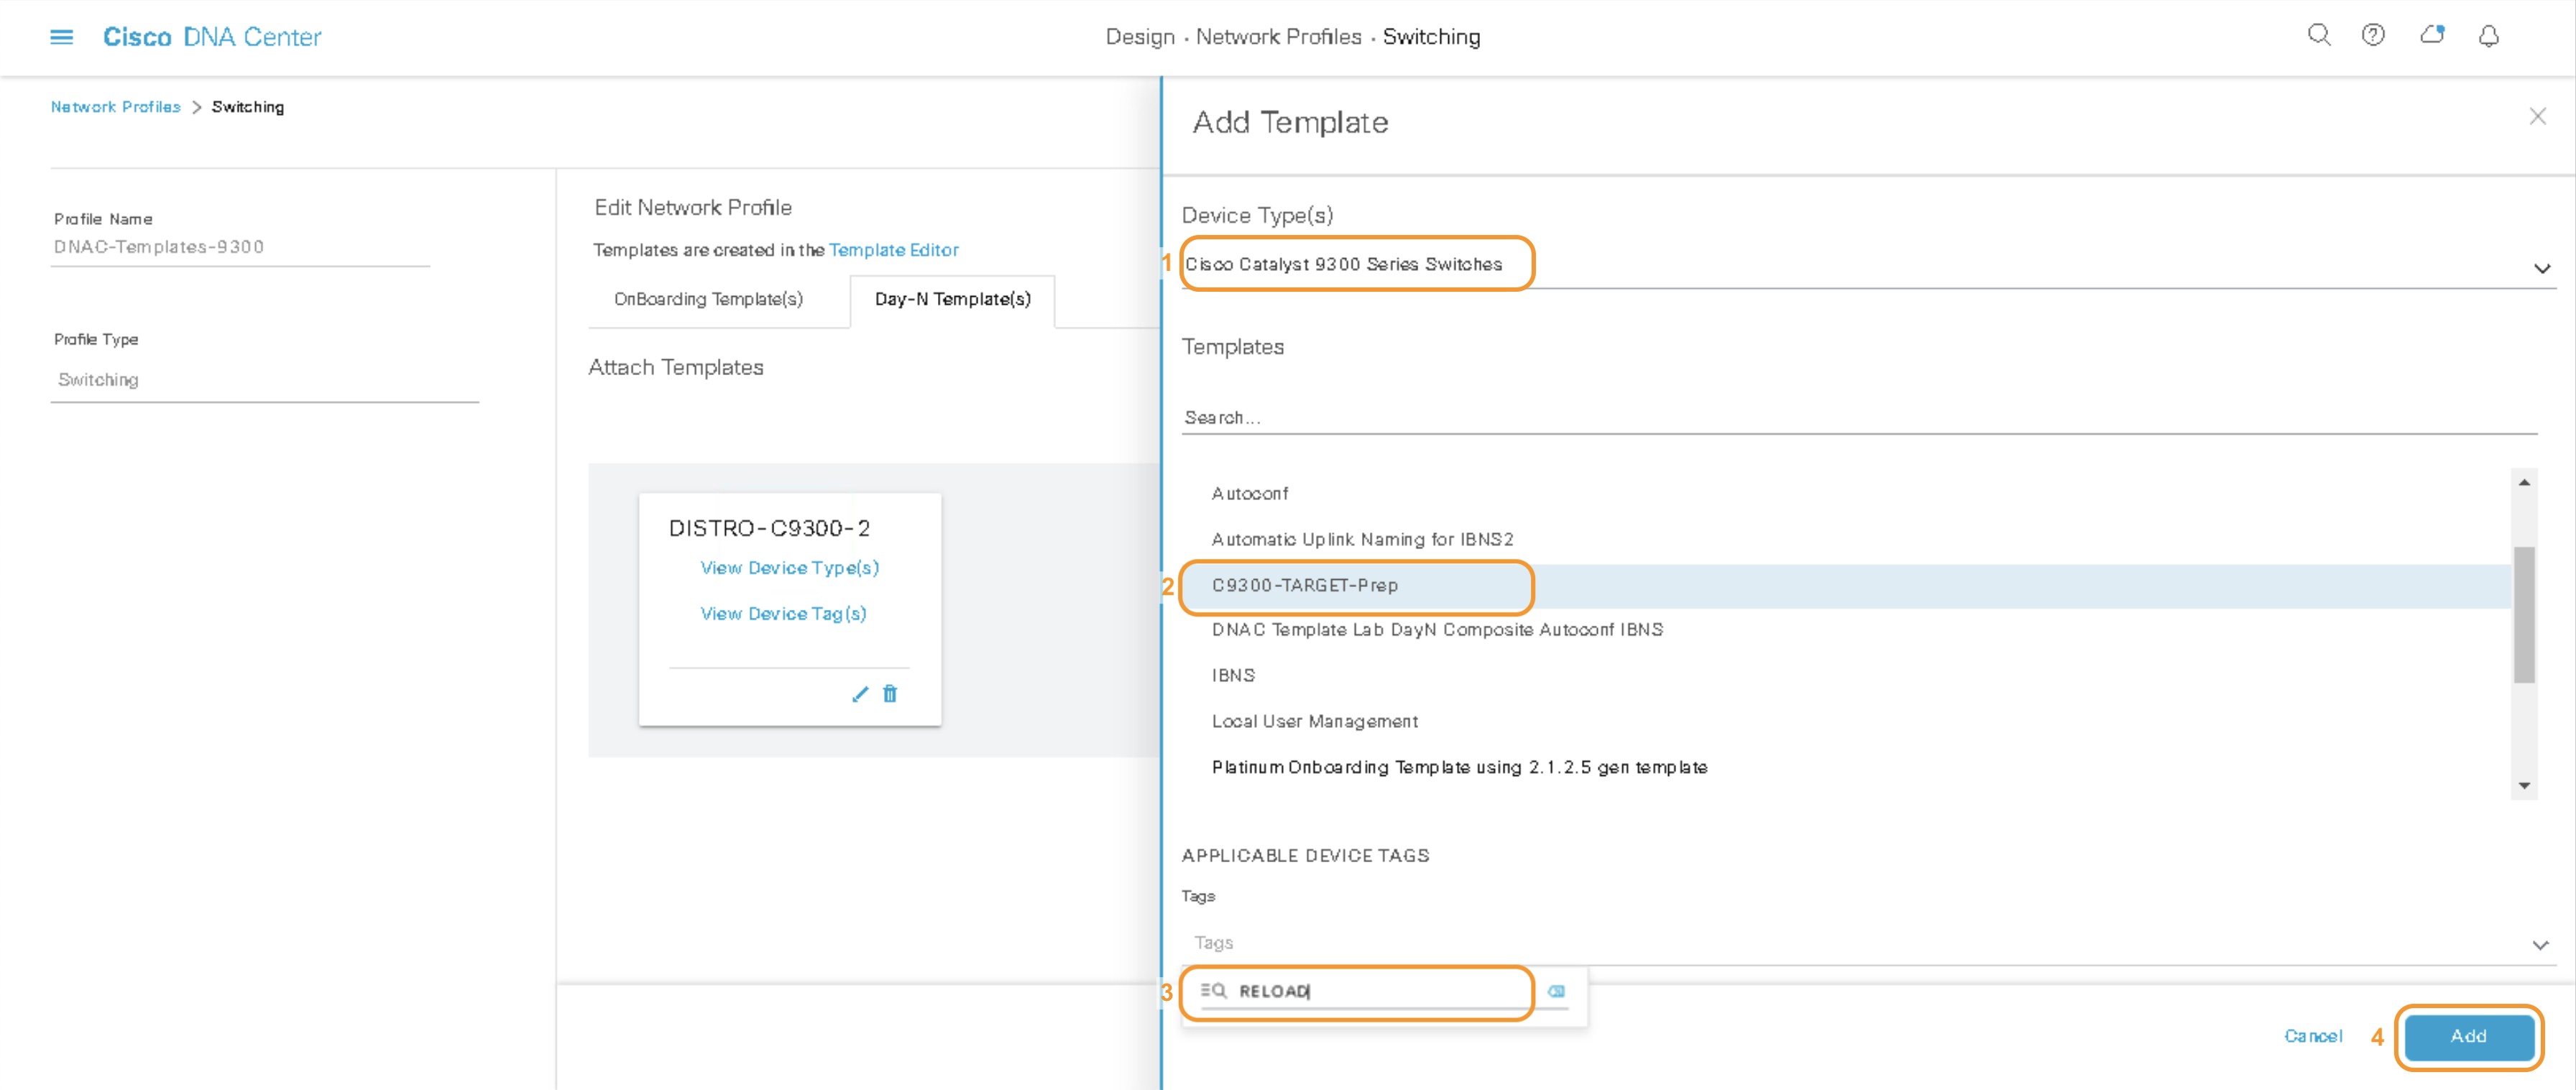 Cisco DNA Center
Design · Network Profiles · Switching
Network Profiles > Switching
Profile Name
DNAC-Templates-9300
Profile Type
Switching
Edit Network Profile
Templates are created in the Template Editor
OnBoarding Template(s)
Day-N Template(s)
Attach Templates
DISTRO-C9300-2
View Device Type(s)
View Device Tag(s)
Add Template
Device Type(s)
1 Cisco Catalyst 9300 Series Switches
Templates
Search...
Autoconf
Automatic Uplink Naming for IBNS2
2 C9300-TARGET-Prep
DNAC Template Lab DayN Composite Autoconf IBNS
IBNS
Local User Management
Platinum Onboarding Template using 2.1.2.5 gen template
APPLICABLE DEVICE TAGS
Tags
Tags
3 RELOAD
Cancel 4 Add